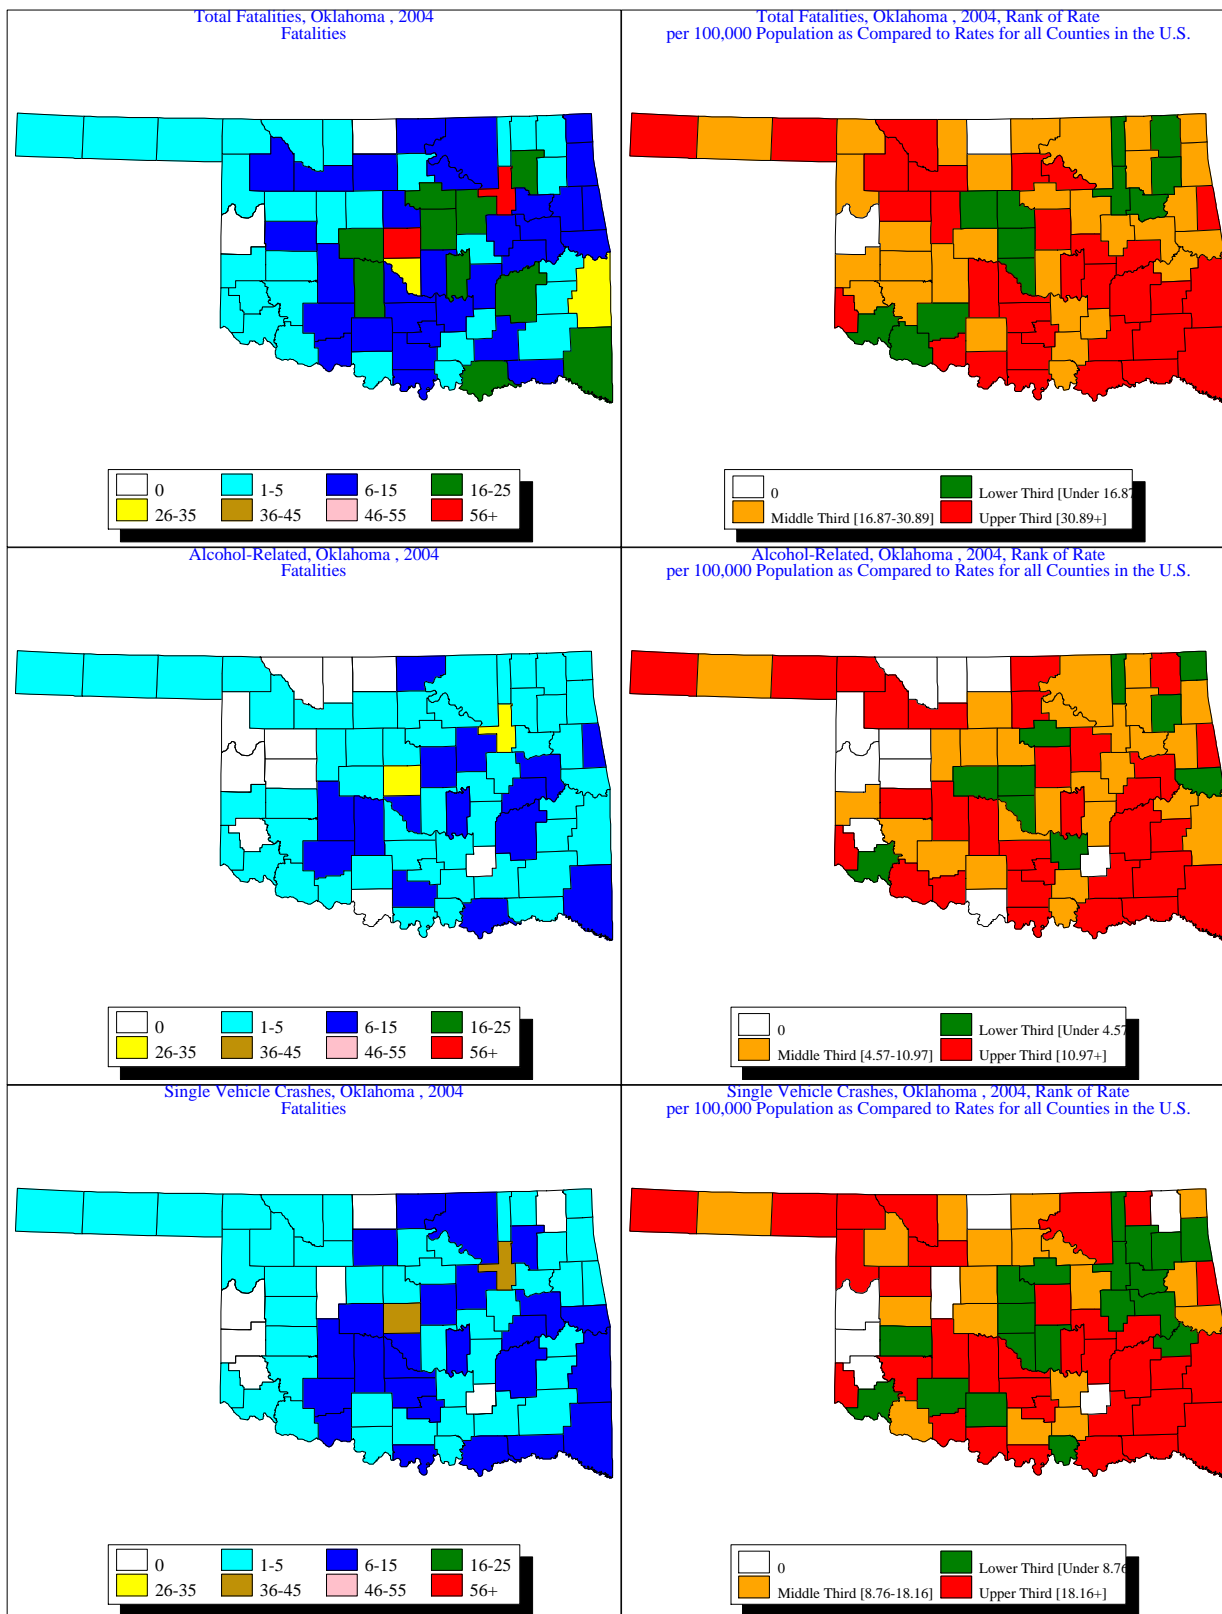 Total Fatalities, Oklahoma , 2004
Fatalities
0
1-5
6-15
16-25
26-35
36-45
46-55
56+
Total Fatalities, Oklahoma , 2004, Rank of Rate
per 100,000 Population as Compared to Rates for all Counties in the U.S.
0
Lower Third [Under 16.87
Middle Third [16.87-30.89]
Upper Third [30.89+]
Alcohol-Related, Oklahoma , 2004
Fatalities
0
1-5
6-15
16-25
26-35
36-45
46-55
56+
Alcohol-Related, Oklahoma , 2004, Rank of Rate
per 100,000 Population as Compared to Rates for all Counties in the U.S.
0
Lower Third [Under 4.57
Middle Third [4.57-10.97]
Upper Third [10.97+]
Single Vehicle Crashes, Oklahoma , 2004
Fatalities
0
1-5
6-15
16-25
26-35
36-45
46-55
56+
Single Vehicle Crashes, Oklahoma , 2004, Rank of Rate
per 100,000 Population as Compared to Rates for all Counties in the U.S.
0
Lower Third [Under 8.76
Middle Third [8.76-18.16]
Upper Third [18.16+]